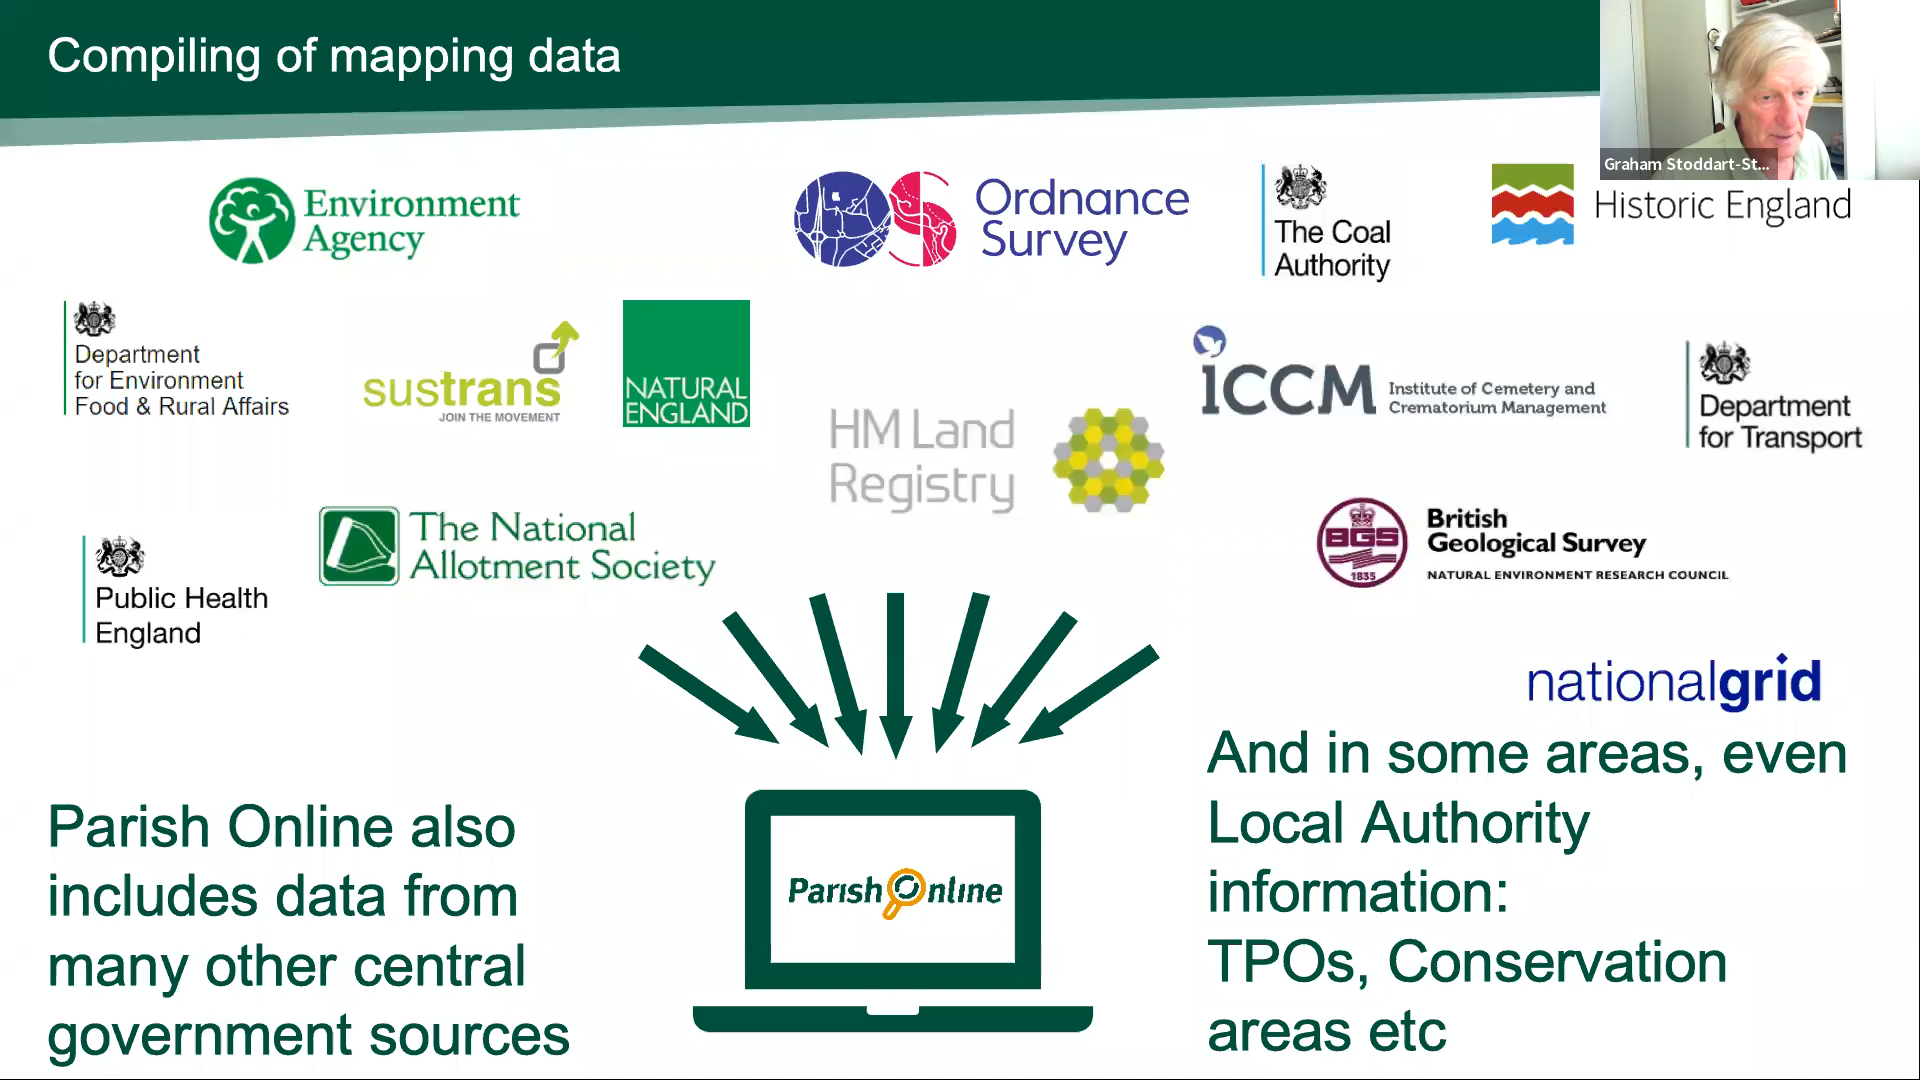 Compiling of mapping data
Graham Stoddart-St...
Environment
Agency
Ordnance
Survey
The Coal
Authority
Historic England
Department
for Environment
Food & Rural Affairs
sustrans
JOIN THE MOVEMENT
NATURAL
ENGLAND
HM Land
Registry
ICCM
Institute of Cemetery and
Crematorium Management
Department
for Transport
Public Health
England
The National
Allotment Society
BGS
1835
British
Geological Survey
NATURAL ENVIRONMENT RESEARCH COUNCIL
nationalgrid
Parish Online also
includes data from
many other central
government sources
Parish Online
And in some areas, even
Local Authority
information:
TPOs, Conservation
areas etc